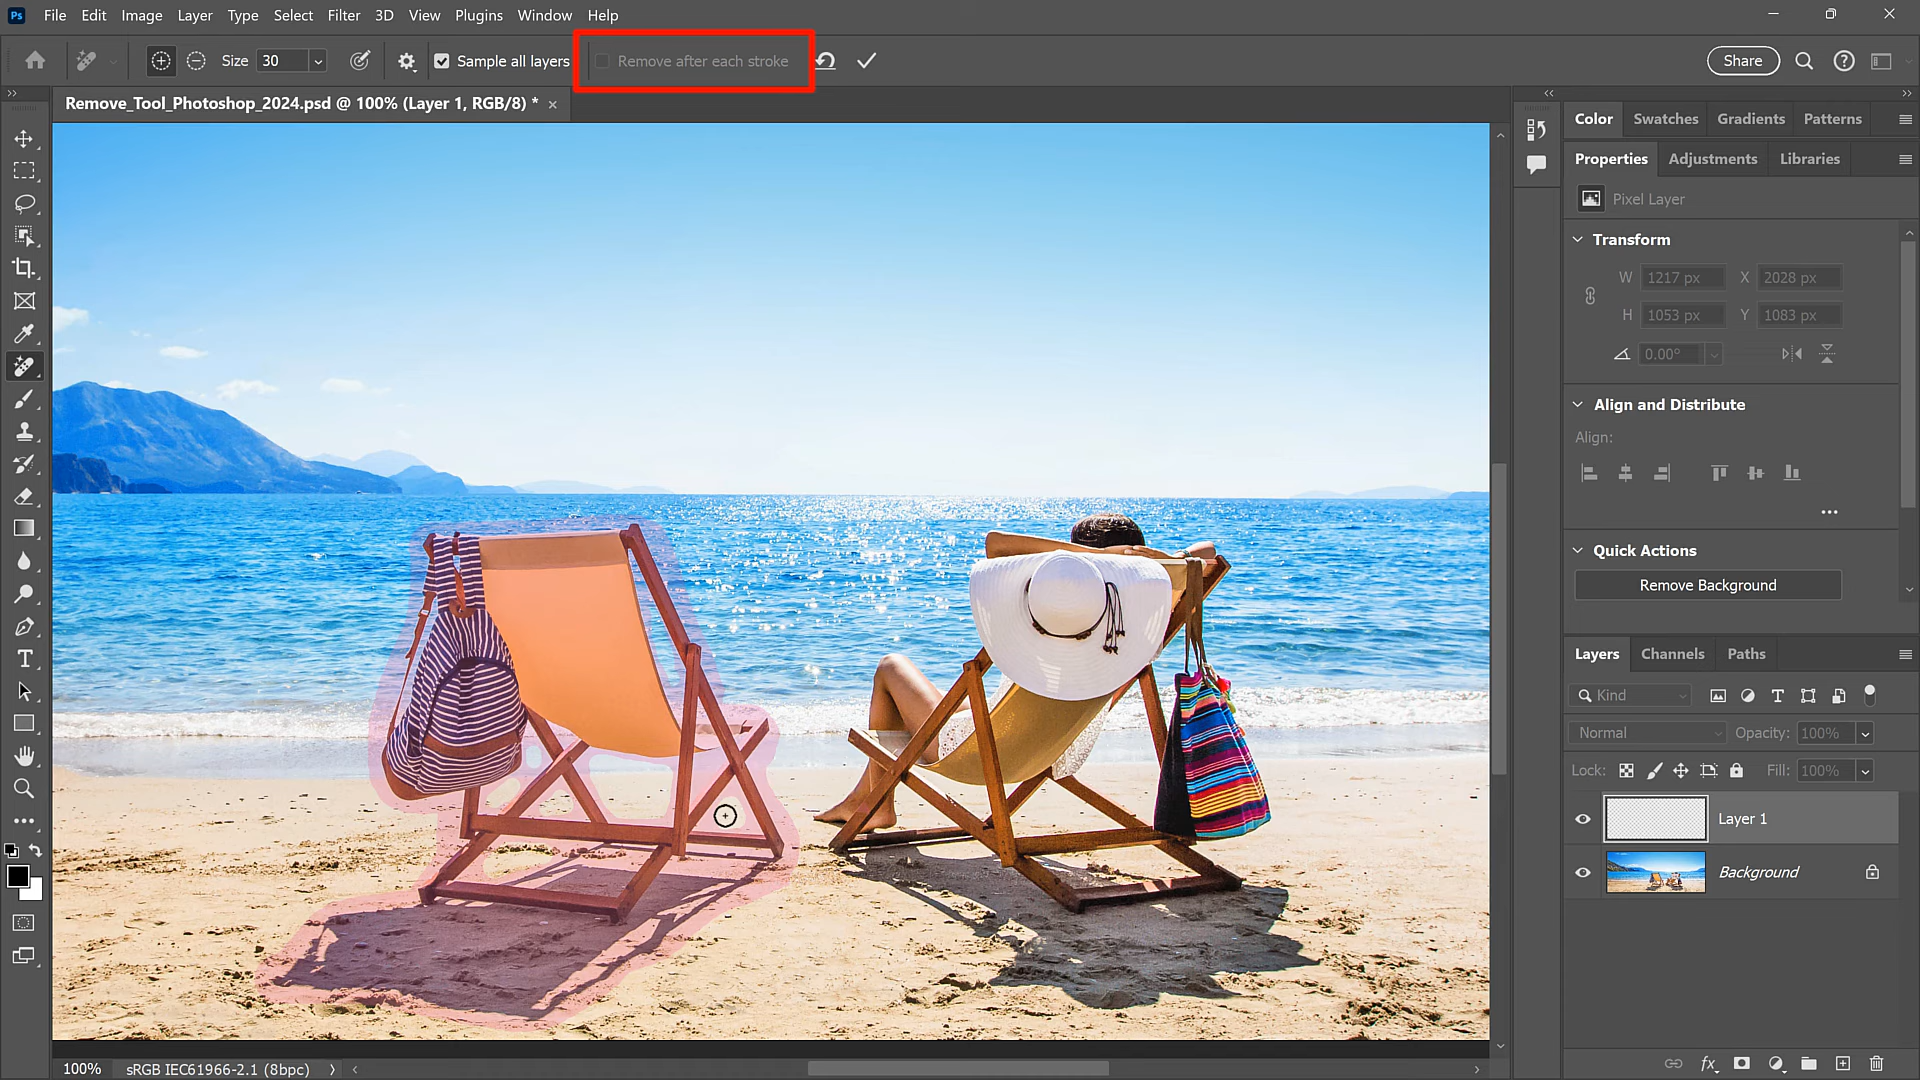 Ps File Edit Image Layer Type Select Filter 3D View Plugins Window Help
Size 30 Sample all layers Remove after each stroke Share
Remove_Tool_Photoshop_2024.psd @ 100% (Layer 1, RGB/8) *
Color Swatches Gradients Patterns
Properties Adjustments Libraries
Pixel Layer
Transform
W 1217 px X 2028 px
H 1053 px Y 1083 px
0.00°
Align and Distribute
Align:
Quick Actions
Remove Background
Layers Channels Paths
Kind
Normal Opacity: 100%
Lock: Fill: 100%
Layer 1
Background
fx
100% sRGB IEC61966-2.1 (8bpc)